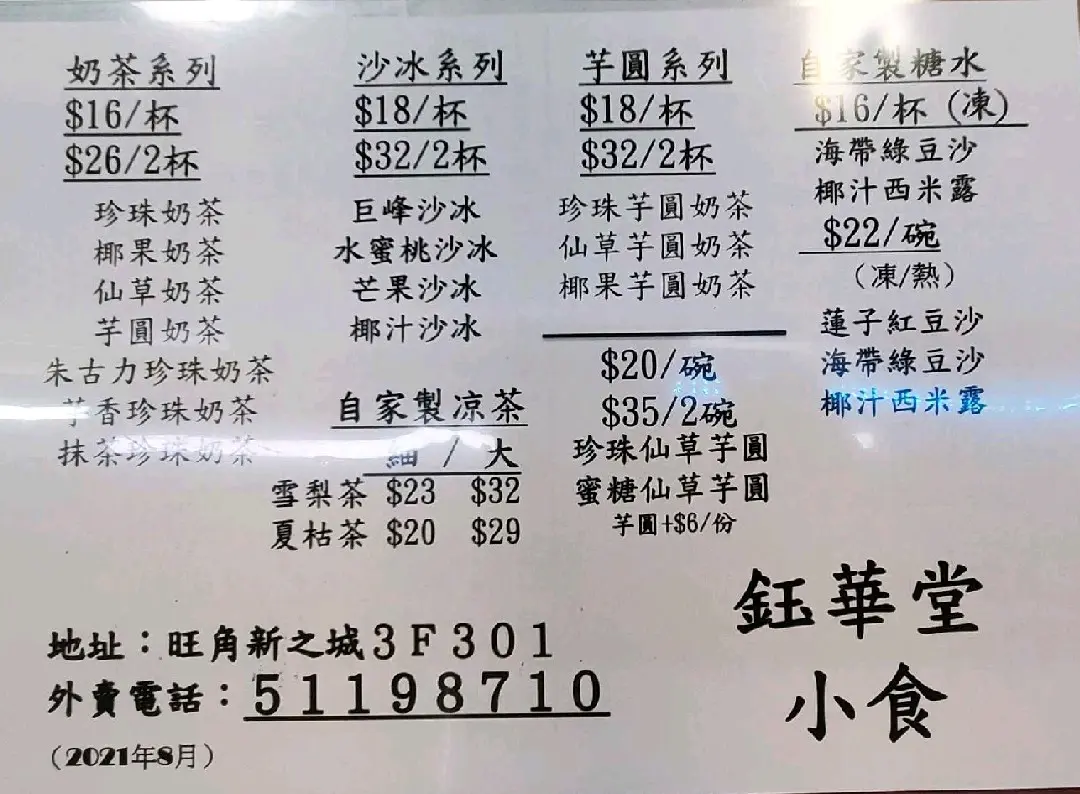 奶茶系列
$16/杯
$26/2杯
珍珠奶茶
椰果奶茶
仙草奶茶
芋圓奶茶
朱古力珍珠奶茶
芋香珍珠奶茶
抹茶珍珠奶茶
沙冰系列
$18/杯
$32/2杯
巨峰沙冰
水蜜桃沙冰
芒果沙冰
椰汁沙冰
自家製凉茶
細 / 大
雪梨茶 $23 $32
夏枯茶 $20 $29
芋圓系列
$18/杯
$32/2杯
珍珠芋圓奶茶
仙草芋圓奶茶
椰果芋圓奶茶
$20/碗
$35/2碗
珍珠仙草芋圓
蜜糖仙草芋圓
芋圓+$6/份
自家製糖水
$16/杯（凍）
海帶綠豆沙
椰汁西米露
$22/碗
（凍/熱）
蓮子紅豆沙
海帶綠豆沙
椰汁西米露
鈺華堂
小食
地址：旺角新之城3F301
外賣電話：51198710
（2021年8月）